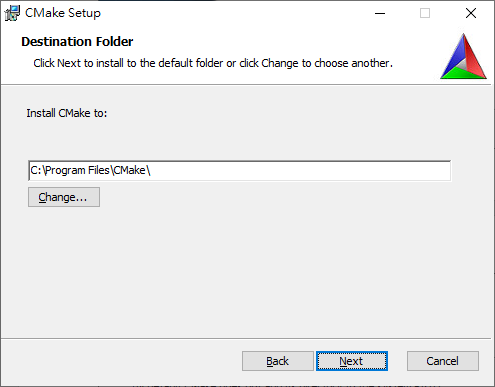 CMake Setup
Destination Folder
Click Next to install to the default folder or click Change to choose another.
Install CMake to:
C:\Program Files\CMake\
Change...
Back
Next
Cancel